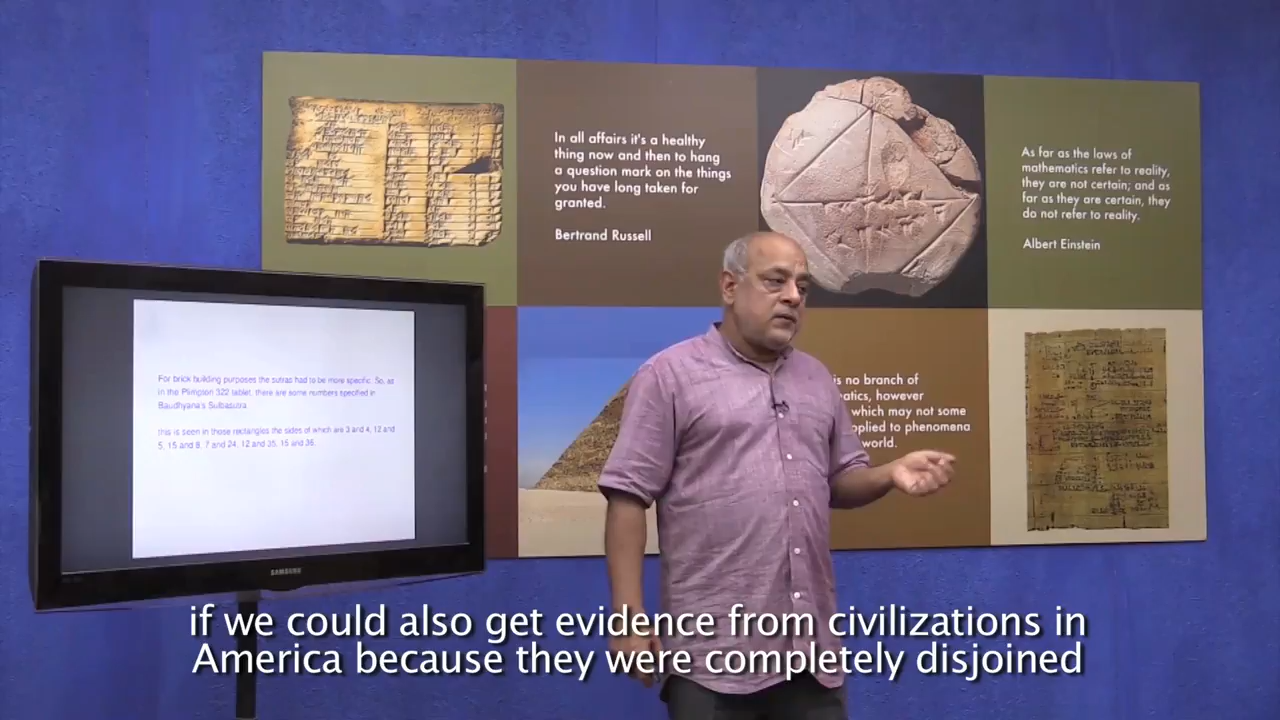 In all affairs it's a healthy
thing now and then to hang
a question mark on the things
you have long taken for
granted.
Bertrand Russell
As far as the laws of
mathematics refer to reality,
they are not certain; and as
far as they are certain, they
do not refer to reality.
Albert Einstein
For brick building purposes the sutras had to be more specific. So, as
in the Plimpton 322 tablet, there are some numbers specified in
Baudhyana's Sulbasutra.
this is seen in those rectangles the sides of which are 3 and 4, 12 and
5, 15 and 8, 7 and 24, 12 and 35, 15 and 36.
is no branch of
atics, however
which may not some
pplied to phenomena
world.
SAMSUNG
if we could also get evidence from civilizations in
America because they were completely disjoined